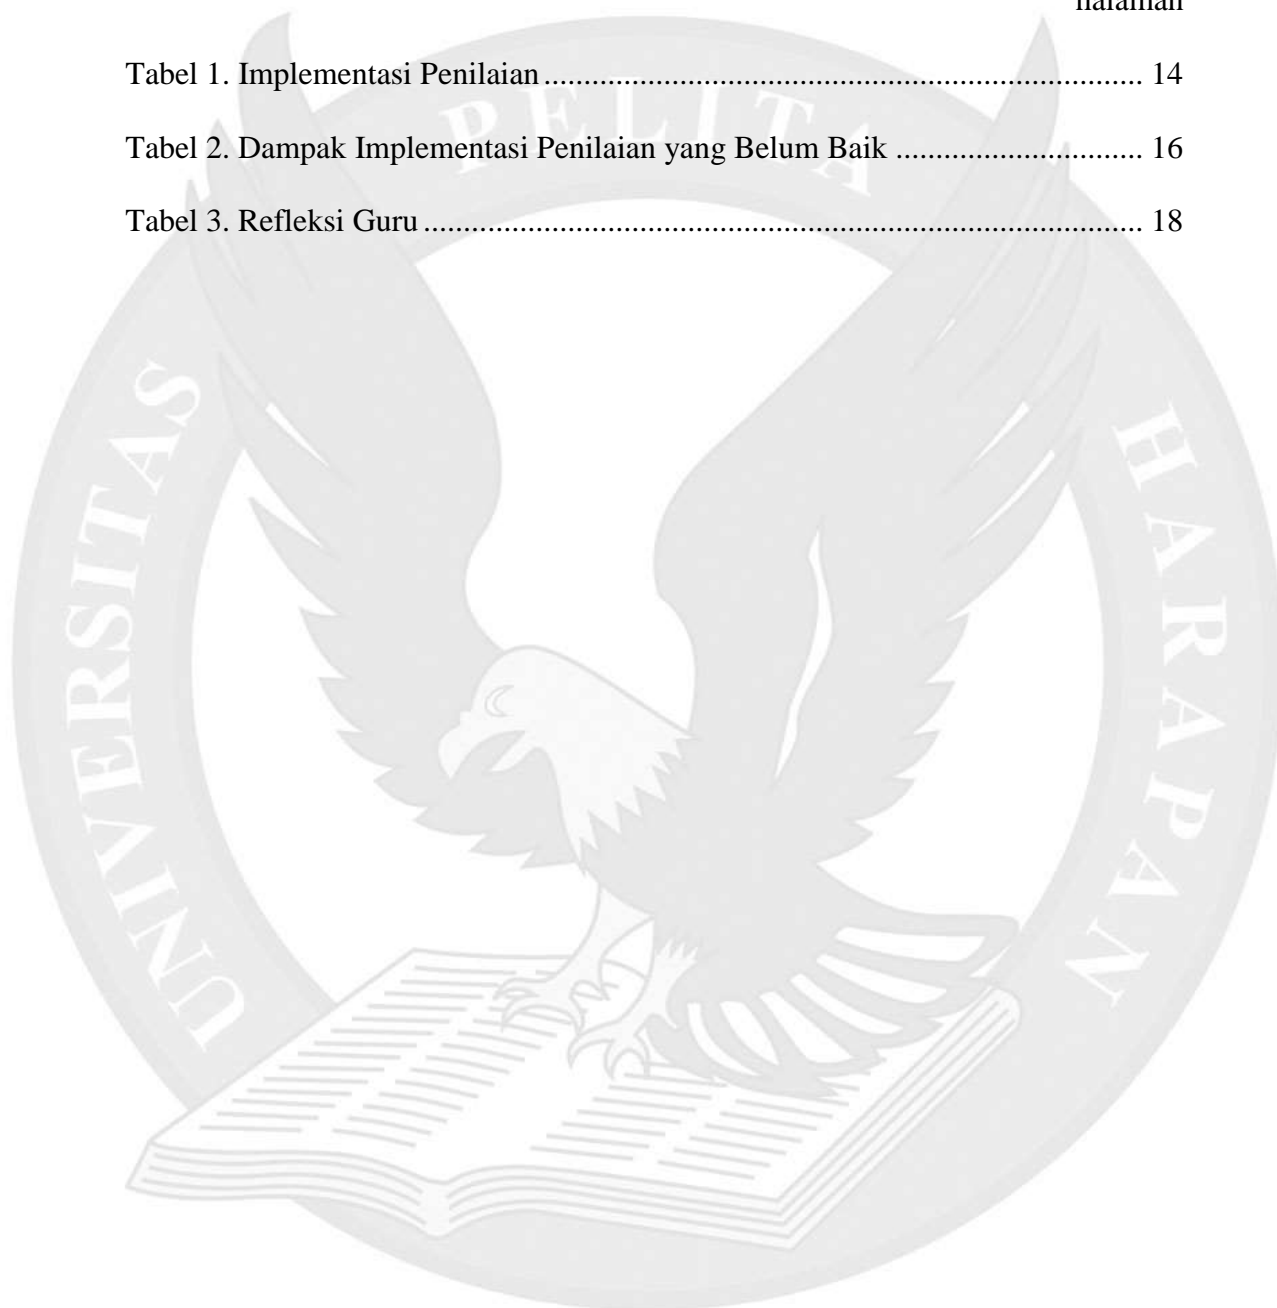 halaman
Tabel 1. Implementasi Penilaian ........................................................................... 14
Tabel 2. Dampak Implementasi Penilaian yang Belum Baik ............................... 16
Tabel 3. Refleksi Guru .......................................................................................... 18
UNIVERSITAS PELITA HARAPAN